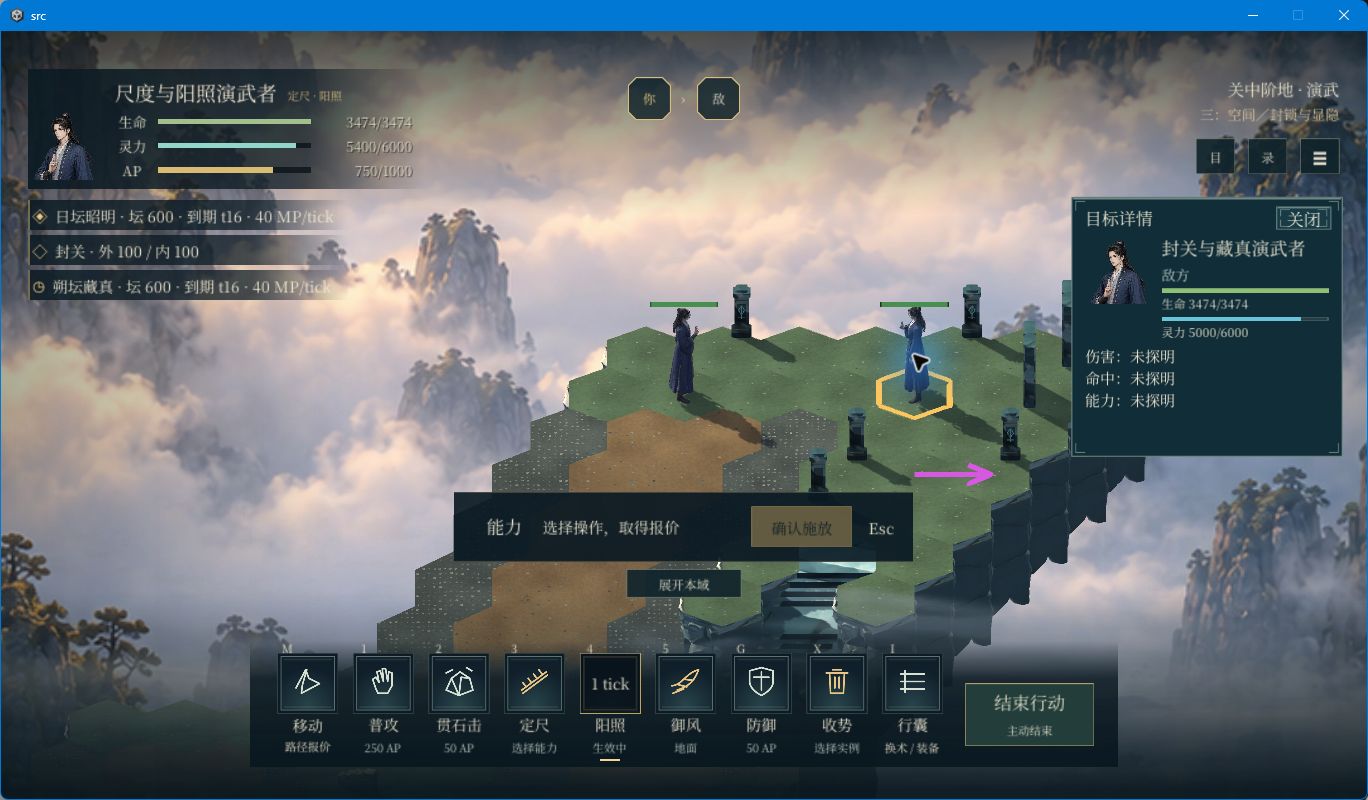 src
尺度与阳照演武者 定尺 · 阳照
生命 3474/3474
灵力 5400/6000
AP 750/1000
日坛昭明 · 坛 600 · 到期 t16 · 40 MP/tick
封关 · 外 100 / 内 100
朔坛藏真 · 坛 600 · 到期 t16 · 40 MP/tick
你 › 敌
关中阶地 · 演武
三：空间／封锁与显隐
目 录 ☰
目标详情 关闭
封关与藏真演武者
敌方
生命 3474/3474
灵力 5000/6000
伤害：未探明
命中：未探明
能力：未探明
能力 选择操作，取得报价 确认施放 Esc
展开本域
M 1 2 3 4 5 G X I
1 tick
移动 普攻 贯石击 定尺 阳照 御风 防御 收势 行囊
路径报价 250 AP 50 AP 选择能力 生效中 地面 50 AP 选择实例 换术 / 装备
结束行动
主动结束